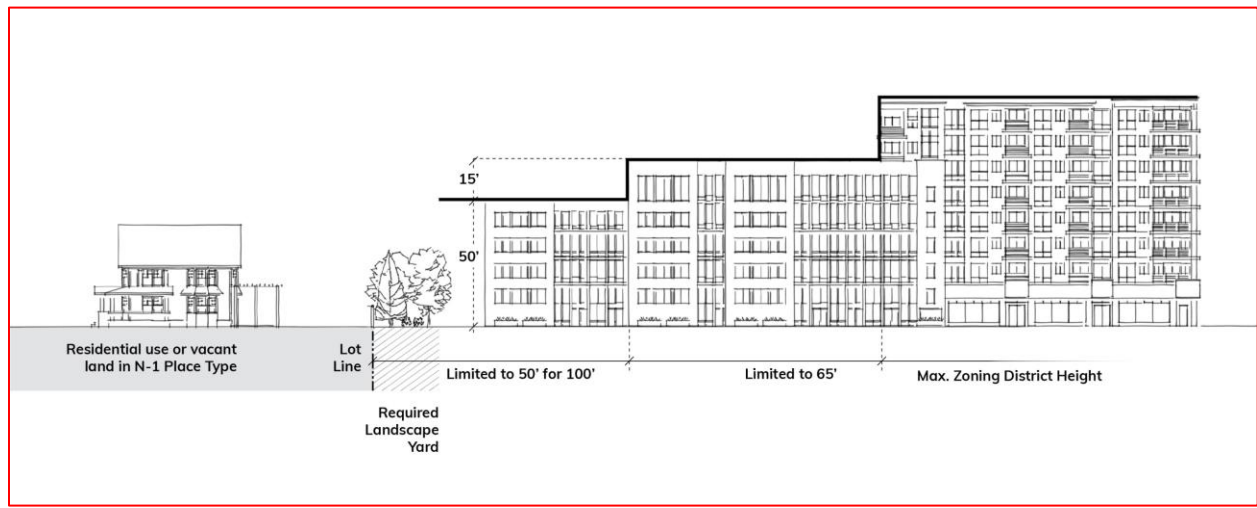 15'
50'
Residential use or vacant
land in N-1 Place Type
Lot
Line
Limited to 50' for 100'
Limited to 65'
Max. Zoning District Height
Required
Landscape
Yard